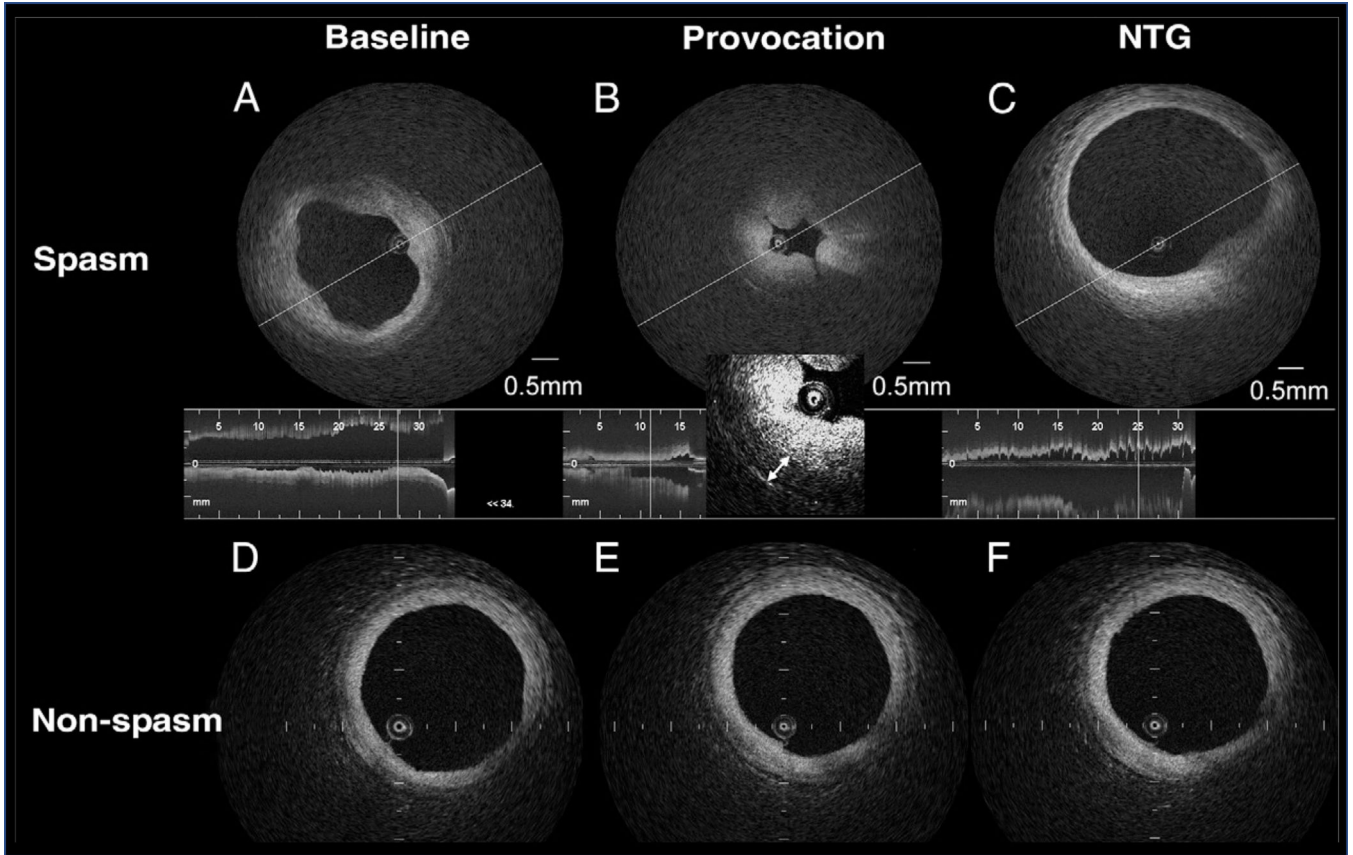 Baseline Provocation NTG
A B C
Spasm
0.5mm 0.5mm 0.5mm
5 10 15 20 25 30 5 10 15 5 10 15 20 25 30
0 0 0
mm << 34. mm mm
D E F
Non-spasm